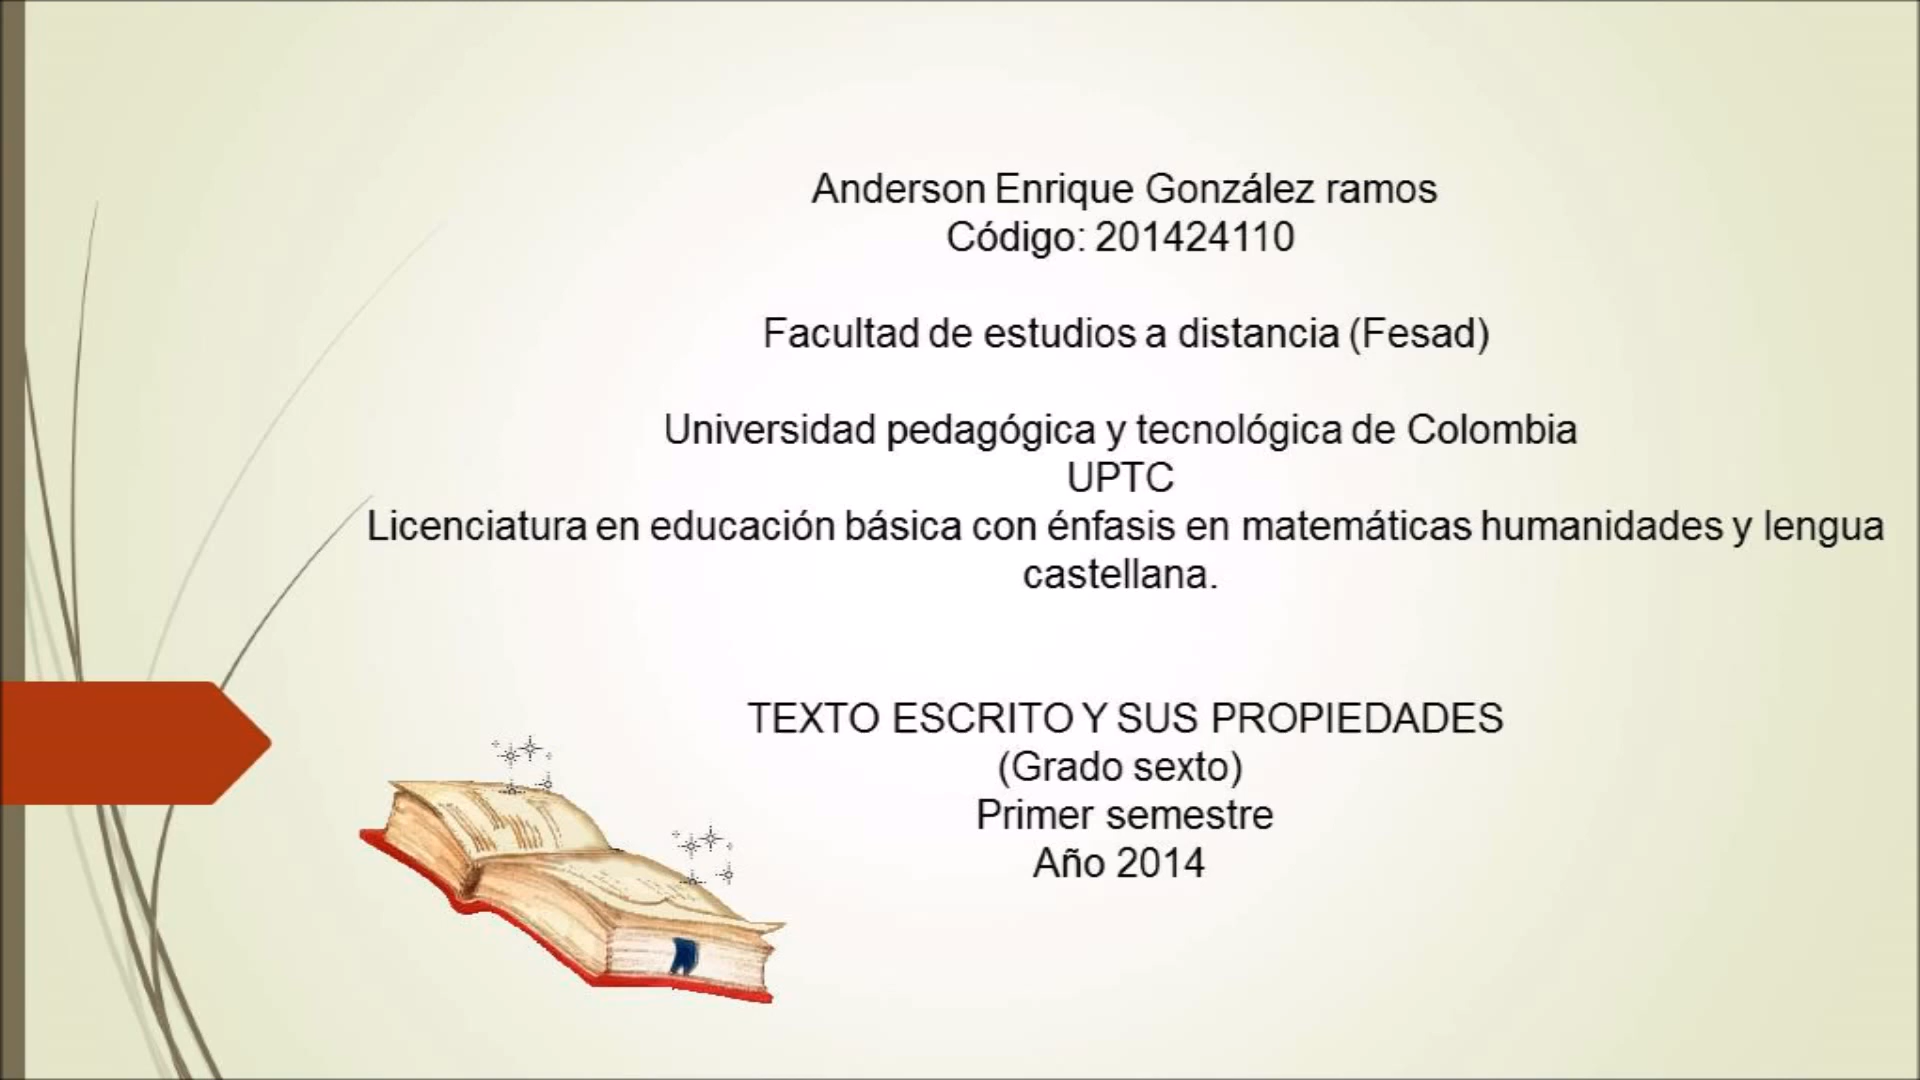 Anderson Enrique González ramos
Código: 201424110
Facultad de estudios a distancia (Fesad)
Universidad pedagógica y tecnológica de Colombia
UPTC
Licenciatura en educación básica con énfasis en matemáticas humanidades y lengua
castellana.
TEXTO ESCRITO Y SUS PROPIEDADES
(Grado sexto)
Primer semestre
Año 2014